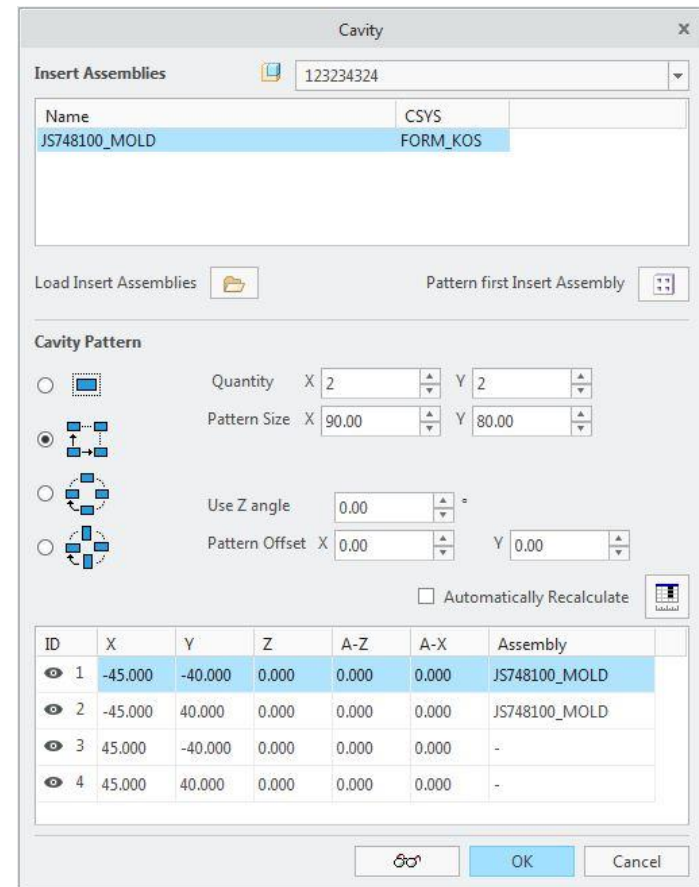 Cavity x
Insert Assemblies 123234324
Name CSYS
JS748100_MOLD FORM_KOS
Load Insert Assemblies Pattern first Insert Assembly
Cavity Pattern
Quantity X 2 Y 2
Pattern Size X 90.00 Y 80.00
Use Z angle 0.00 °
Pattern Offset X 0.00 Y 0.00
Automatically Recalculate
ID X Y Z A-Z A-X Assembly
1 -45.000 -40.000 0.000 0.000 0.000 JS748100_MOLD
2 -45.000 40.000 0.000 0.000 0.000 JS748100_MOLD
3 45.000 -40.000 0.000 0.000 0.000 -
4 45.000 40.000 0.000 0.000 0.000 -
OK Cancel